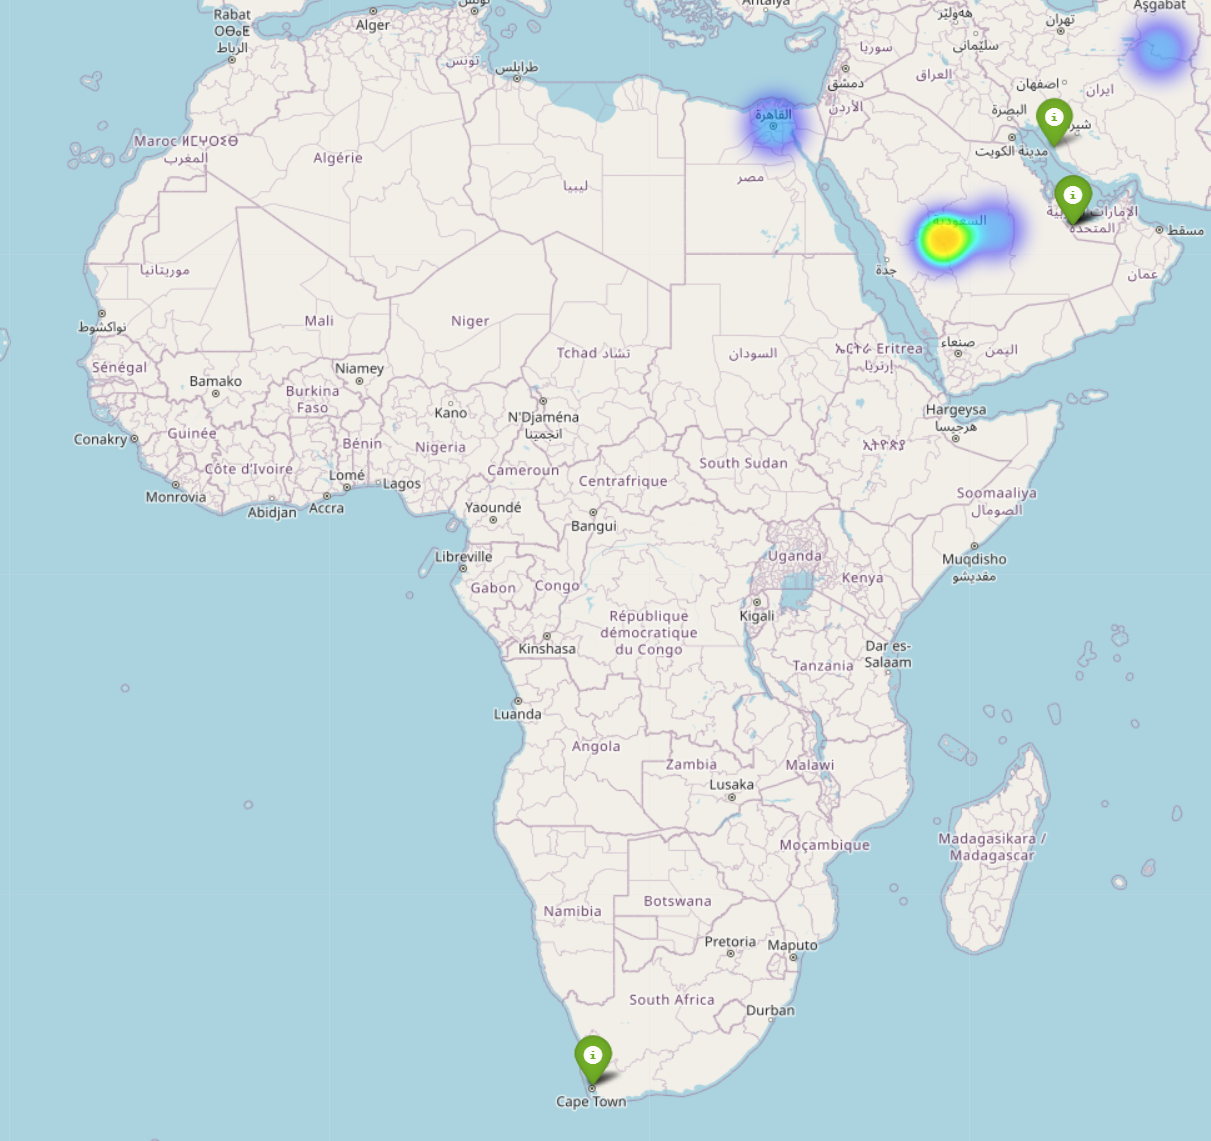 Rabat
ⵔⴱⴰⵟ
الرباط
Alger
تونس
Antalya
هەولێر
تهران
Aşgabat
تونس
طرابلس
سوريا
سلێمانی
دمشق
العراق
اصفهان
ایران
الأردن
القاهرة
البصرة
مدينة الكويت
Maroc ⵍⵎⵖⵔⵉⴱ
المغرب
Algérie
ليبيا
مصر
السعودية
المتحدة
مسقط
جدة
عمان
موريتانيا
نواكشوط
Mali
Niger
Tchad تشاد
السودان
ኤርትራ Eritrea
إرتريا
صنعاء
اليمن
Sénégal
Bamako
Niamey
Burkina
Faso
Kano
N'Djaména
انجمينا
Hargeysa
هرجيسا
Conakry
Guinée
Bénin
Nigeria
Cameroun
Centrafrique
South Sudan
ኢትዮጵያ
Côte d'Ivoire
Lomé
Lagos
Monrovia
Abidjan
Accra
Yaoundé
Bangui
Soomaaliya
الصومال
Libreville
Uganda
Kenya
Muqdisho
مقديشو
Gabon
Congo
Kigali
République
démocratique
du Congo
Kinshasa
Dar es-
Salaam
Tanzania
Luanda
Angola
Zambia
Malawi
Lusaka
Moçambique
Madagasikara /
Madagascar
Namibia
Botswana
Pretoria
Maputo
South Africa
Durban
Cape Town